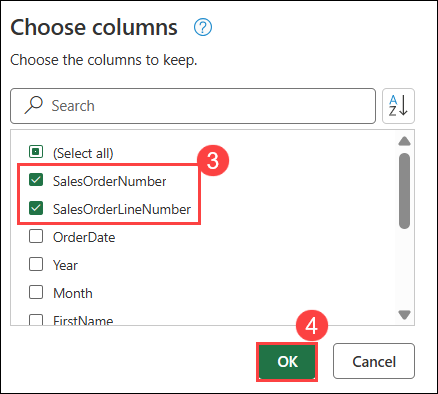 Choose columns ?
Choose the columns to keep.
Search
A
Z
(Select all)
3
SalesOrderNumber
SalesOrderLineNumber
OrderDate
Year
Month
FirstName
4
OK
Cancel